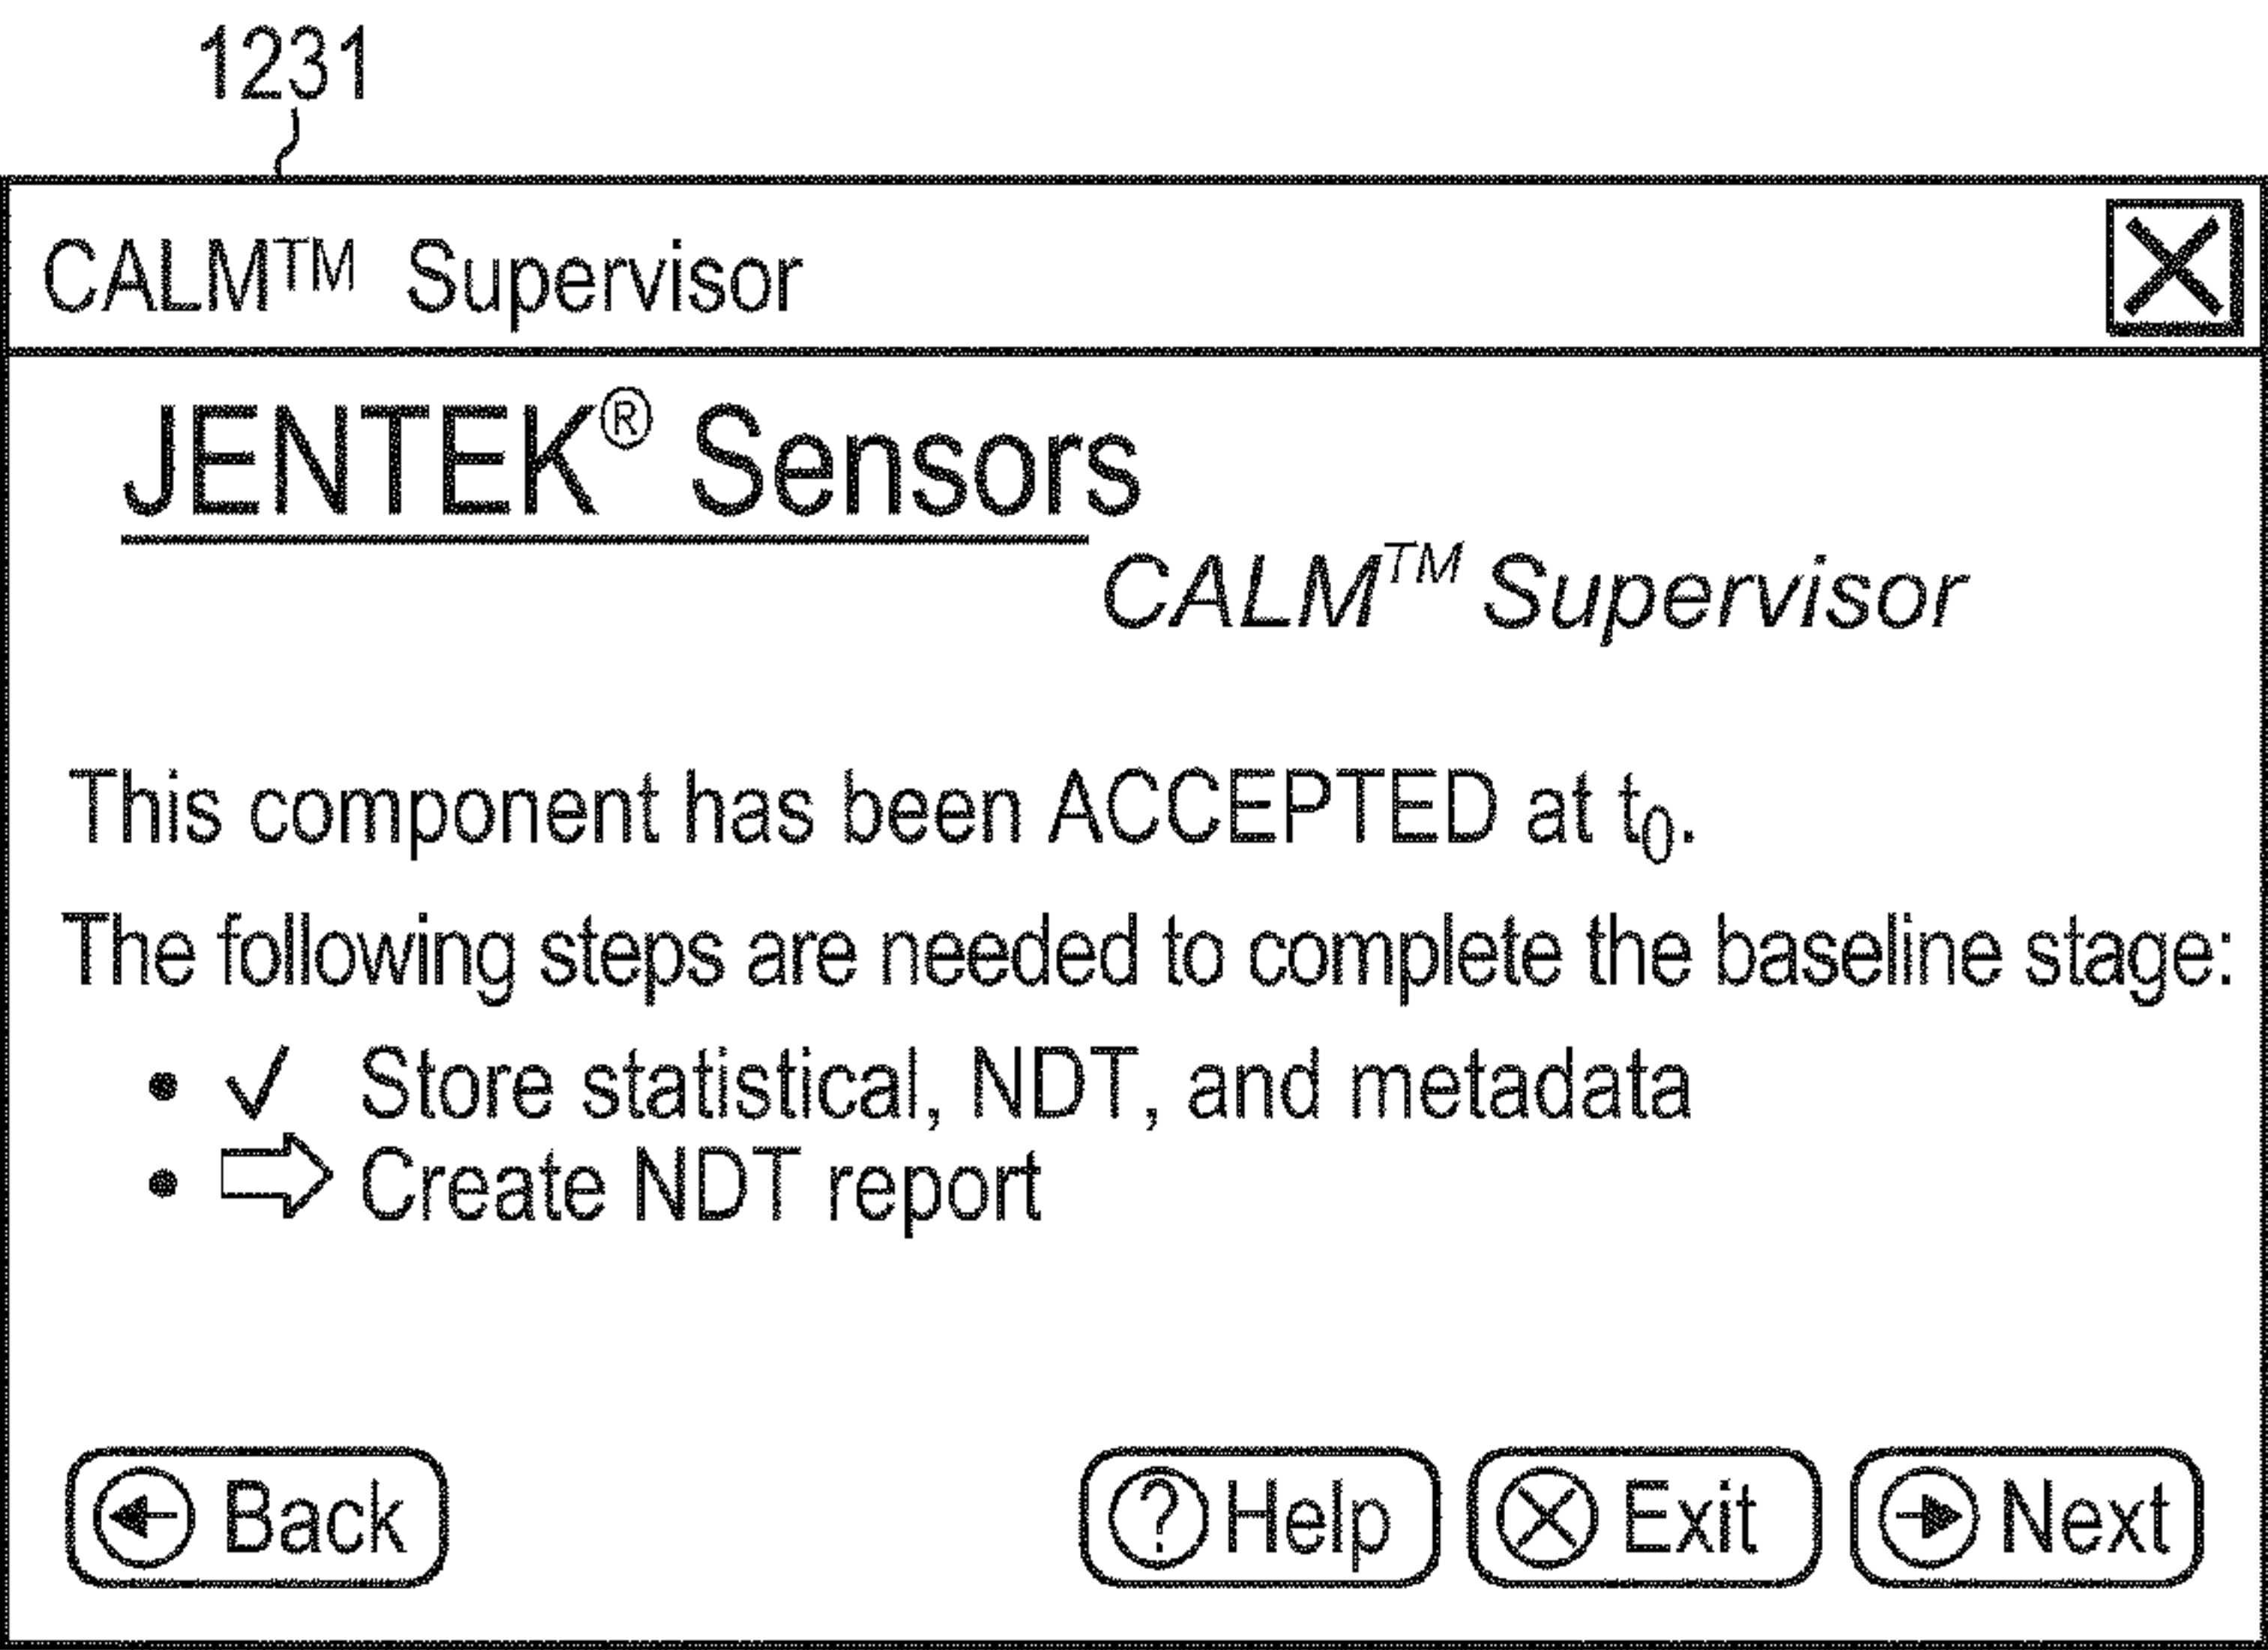 1231
CALM™ Supervisor
JENTEK® Sensors
CALM™ Supervisor
This component has been ACCEPTED at t₀.
The following steps are needed to complete the baseline stage:
• ✓ Store statistical, NDT, and metadata
• ⇨ Create NDT report
Back ? Help Exit Next